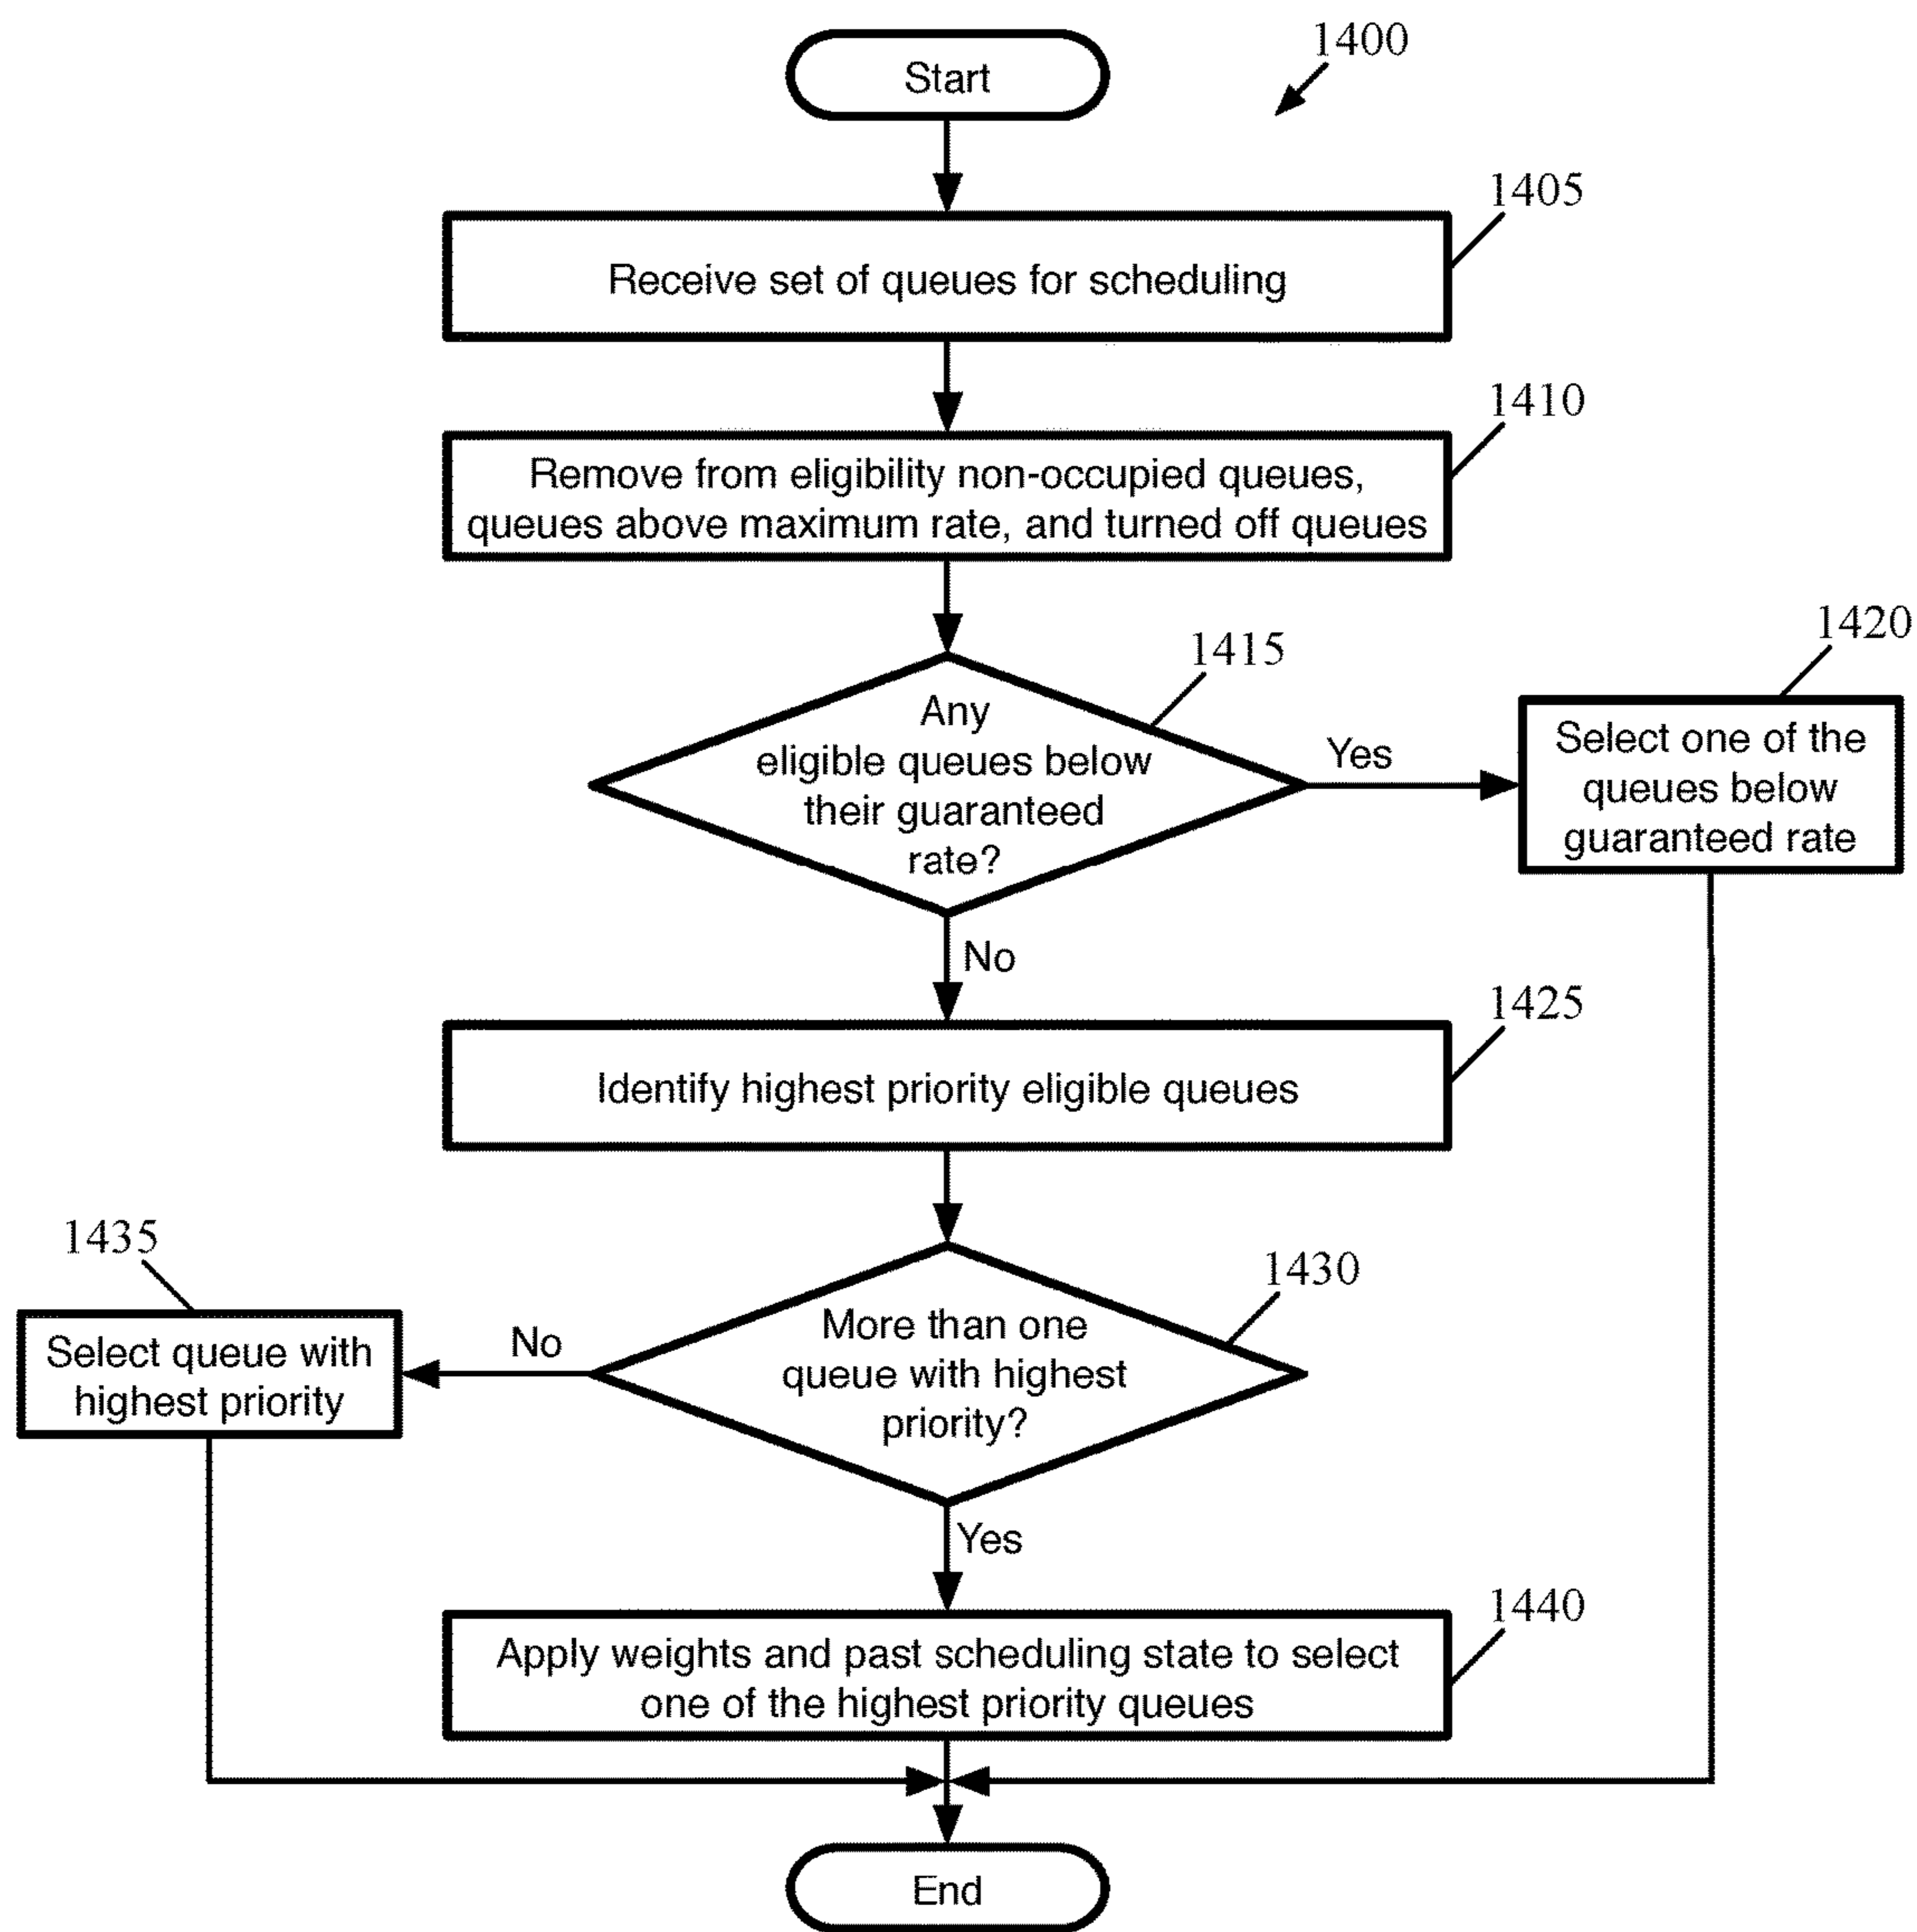 1400
Start
1405
Receive set of queues for scheduling
1410
Remove from eligibility non-occupied queues,
queues above maximum rate, and turned off queues
1415
Any
eligible queues below
their guaranteed
rate?
Yes
1420
Select one of the
queues below
guaranteed rate
No
1425
Identify highest priority eligible queues
1430
More than one
queue with highest
priority?
No
1435
Select queue with
highest priority
Yes
1440
Apply weights and past scheduling state to select
one of the highest priority queues
End